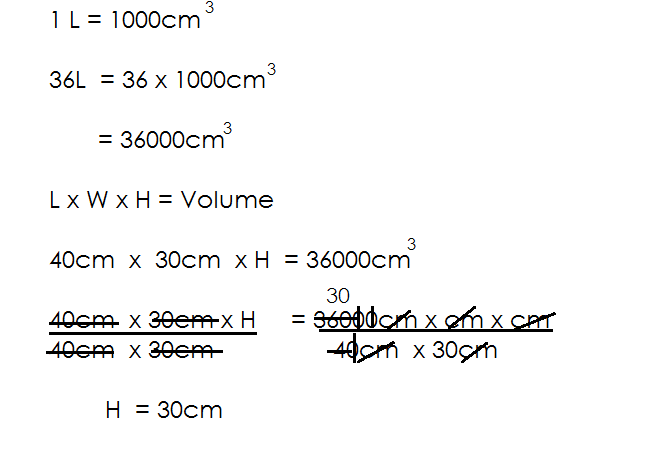 1 L = 1000cm³
36L = 36 x 1000cm³
= 36000cm³
L x W x H = Volume
40cm x 30cm x H = 36000cm³
30
40cm x 30cm x H = 36000cm x cm x cm
40cm x 30cm 40cm x 30cm
H = 30cm